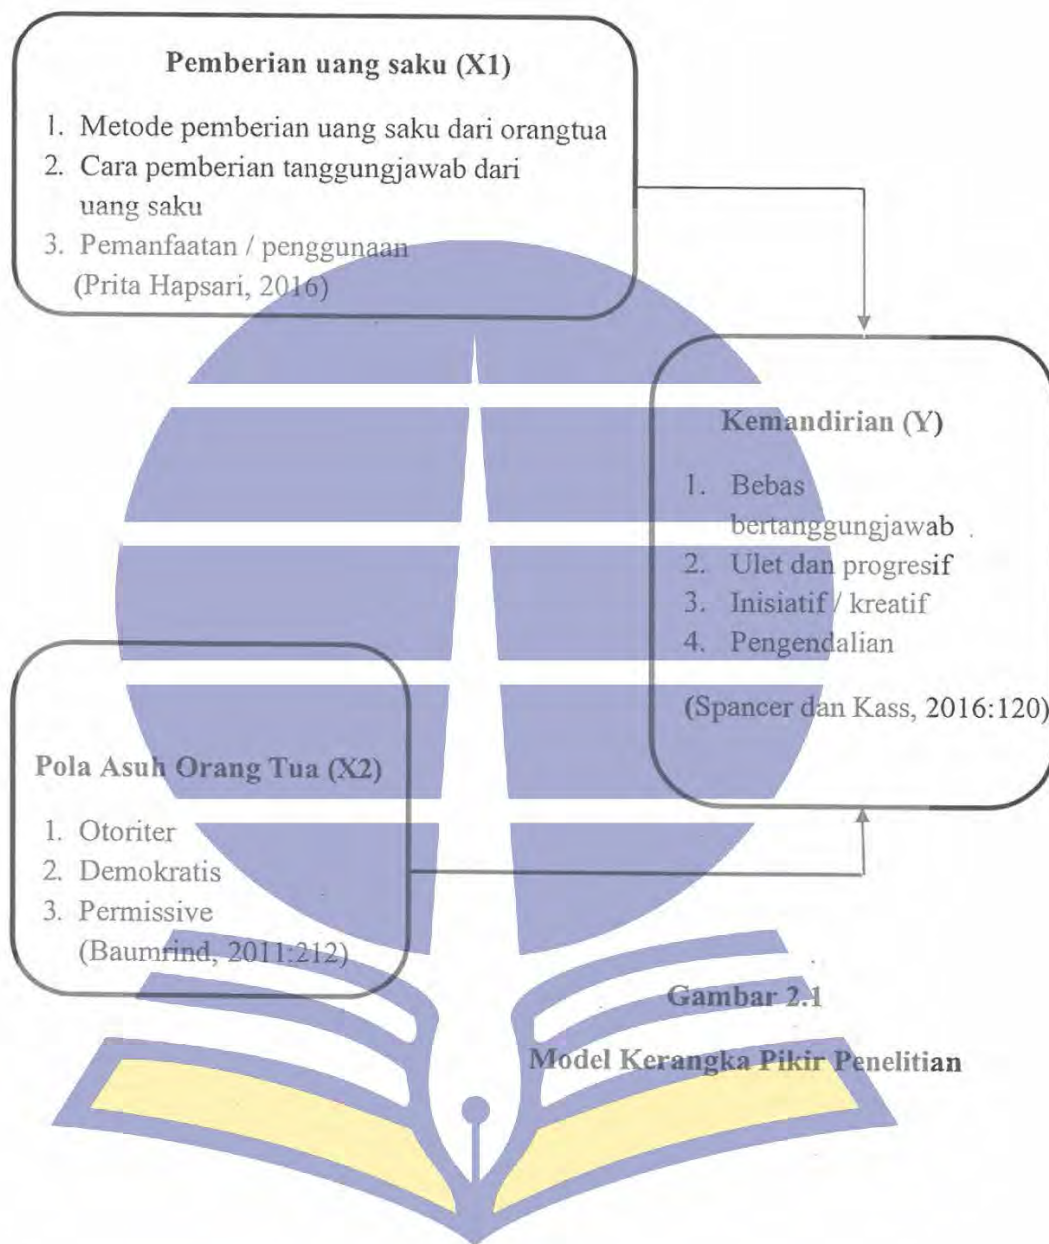 Pemberian uang saku (X1)
1. Metode pemberian uang saku dari orangtua
2. Cara pemberian tanggungjawab dari
uang saku
3. Pemanfaatan / penggunaan
(Prita Hapsari, 2016)
Kemandirian (Y)
1. Bebas
bertanggungjawab
2. Ulet dan progresif
3. Inisiatif / kreatif
4. Pengendalian
(Spancer dan Kass, 2016:120)
Pola Asuh Orang Tua (X2)
1. Otoriter
2. Demokratis
3. Permissive
(Baumrind, 2011:212)
Gambar 2.1
Model Kerangka Pikir Penelitian